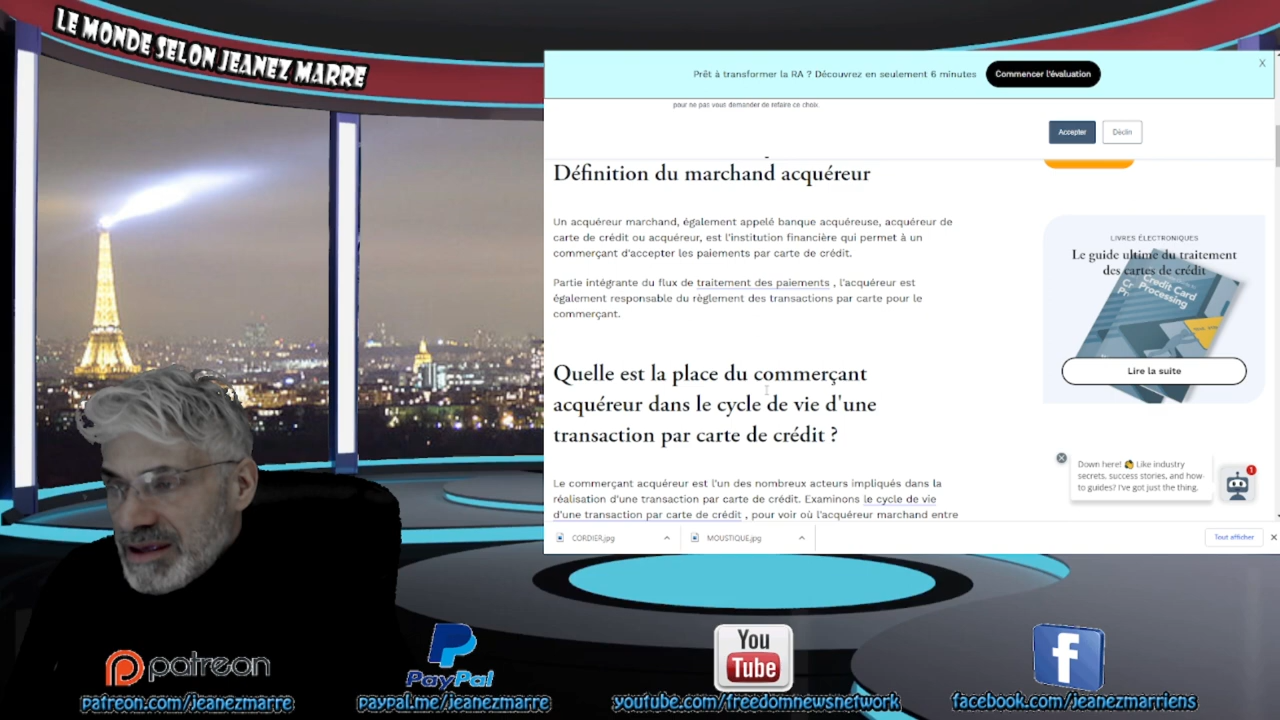 LE MONDE SELON JEANEZ MARRE
Prêt à transformer la RA ? Découvrez en seulement 6 minutes
Commencer l'évaluation
X
pour ne pas vous demander de refaire ce choix
Accepter
Déclin
Définition du marchand acquéreur
Un acquéreur marchand, également appelé banque acquéreuse, acquéreur de
carte de crédit ou acquéreur, est l'institution financière qui permet à un
commerçant d'accepter les paiements par carte de crédit.
Partie intégrante du flux de traitement des paiements , l'acquéreur est
également responsable du règlement des transactions par carte pour le
commerçant.
Quelle est la place du commerçant
acquéreur dans le cycle de vie d'une
transaction par carte de crédit ?
Le commerçant acquéreur est l'un des nombreux acteurs impliqués dans la
réalisation d'une transaction par carte de crédit. Examinons le cycle de vie
d'une transaction par carte de crédit , pour voir où l'acquéreur marchand entre
LIVRES ÉLECTRONIQUES
Le guide ultime du traitement
des cartes de crédit
Credit Card
Processing
Lire la suite
Down here! Like industry
secrets, success stories, and how-
to guides? I've got just the thing.
1
CORDIER.jpg
MOUSTIQUE.jpg
Tout afficher
patreon
patreon.com/jeanezmarre
PayPal
paypal.me/jeanezmarre
You
Tube
youtube.com/freedomnewsnetwork
f
facebook.com/jeanezmarriens